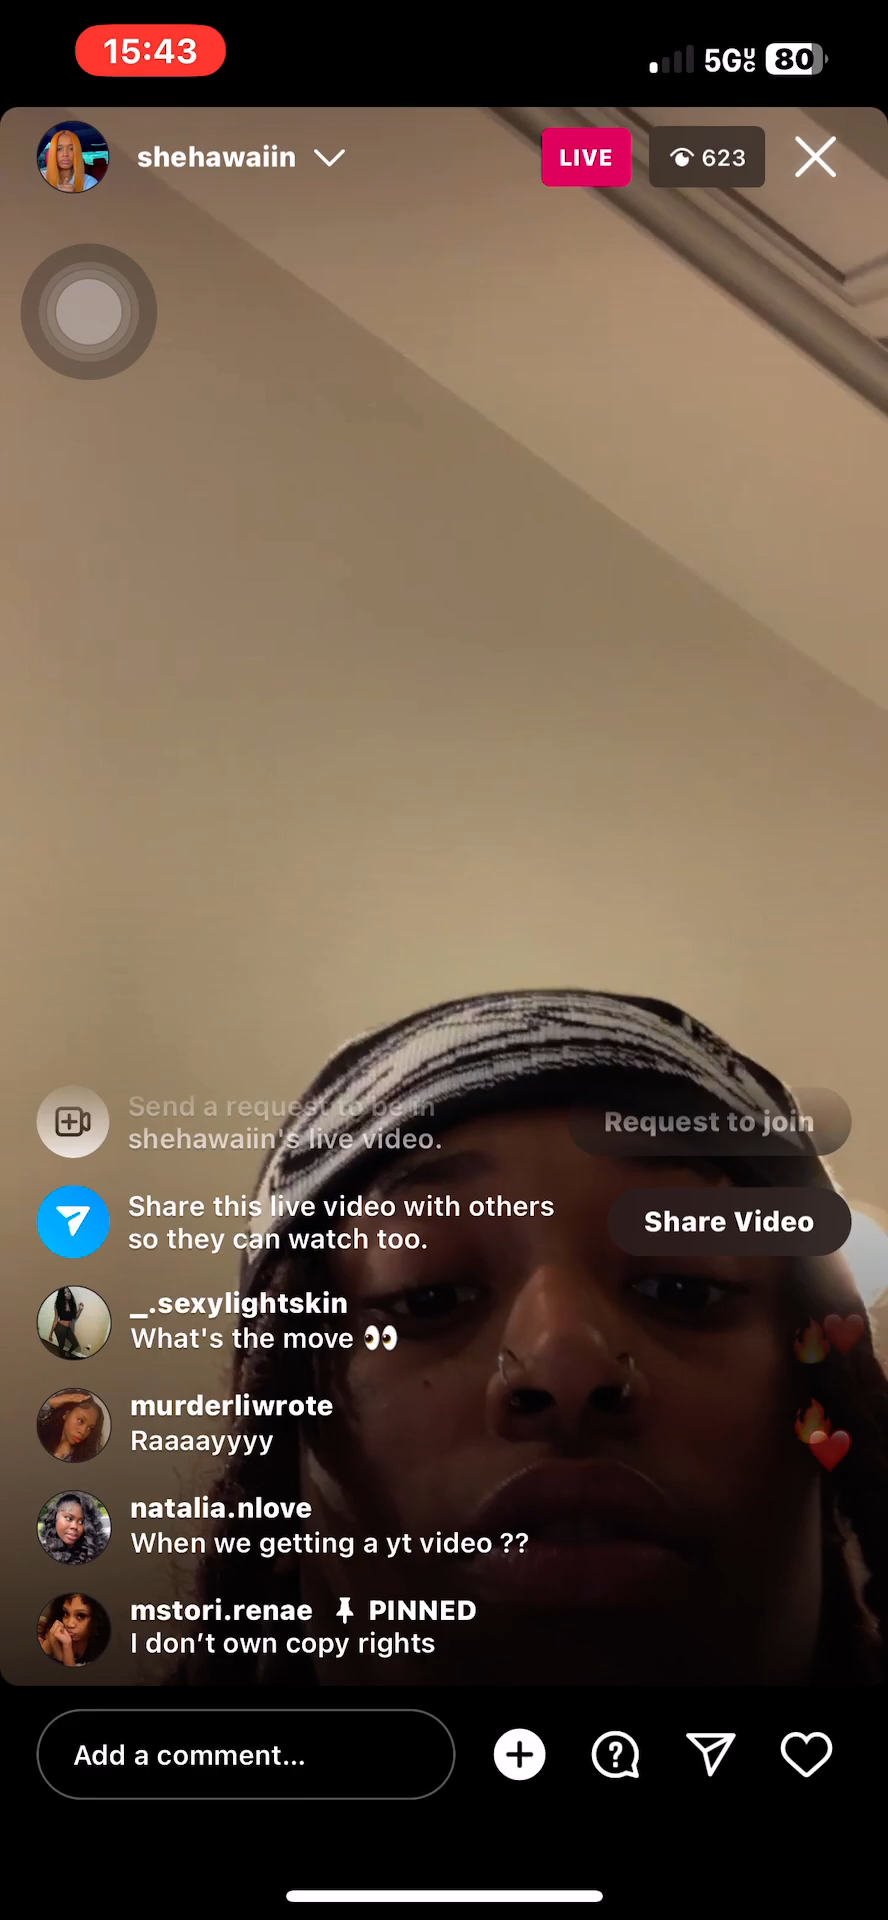 15:43
5GUC 80
shehawaiin
LIVE
623
Send a request to be in
shehawaiin's live video.
Request to join
Share this live video with others
so they can watch too.
Share Video
_.sexylightskin
What's the move 👀
murderliwrote
Raaaayyyy
natalia.nlove
When we getting a yt video ??
mstori.renae PINNED
I don’t own copy rights
Add a comment...